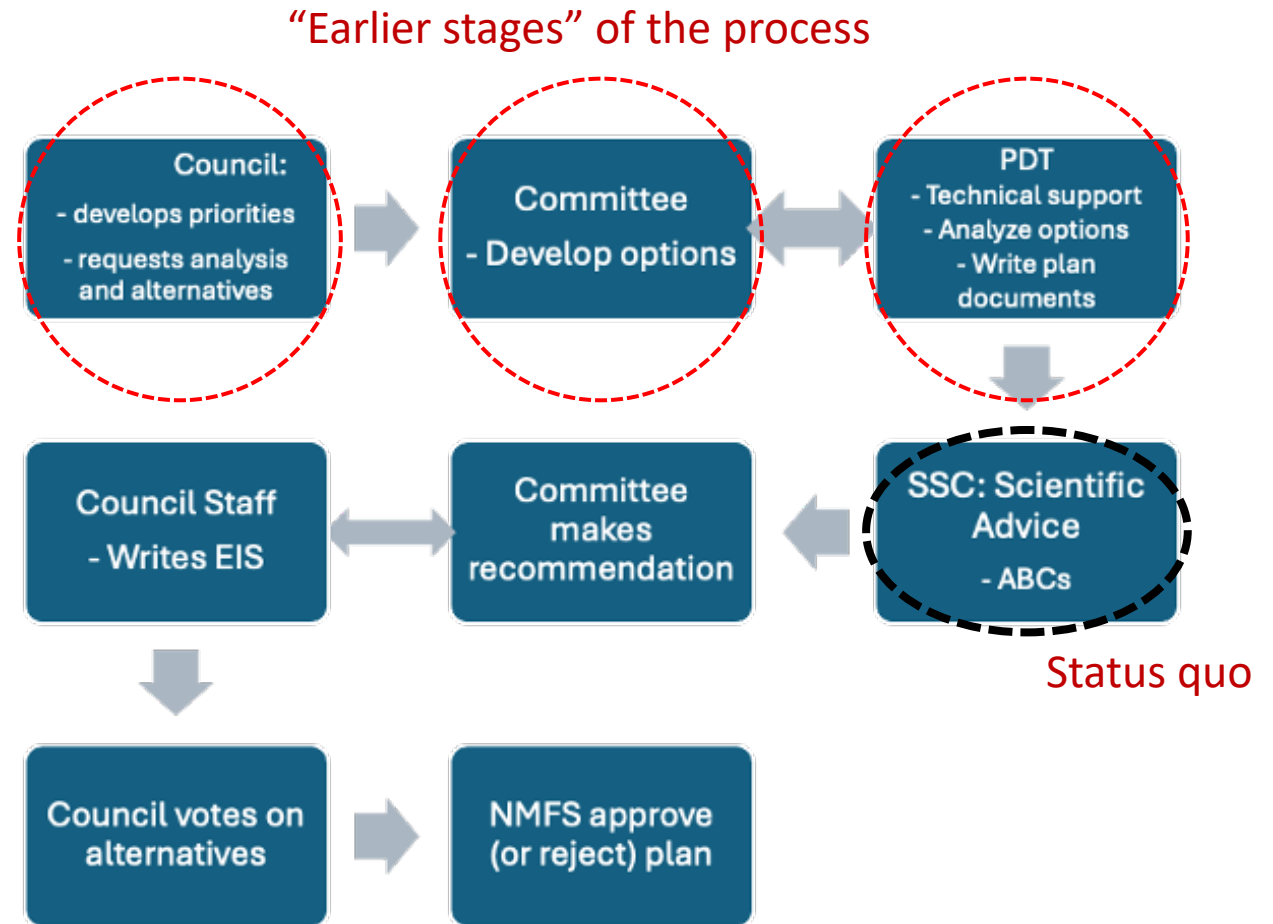 “Earlier stages” of the process
Council:
- develops priorities
- requests analysis
and alternatives
Committee
- Develop options
PDT
- Technical support
- Analyze options
- Write plan
documents
Council Staff
- Writes EIS
Committee
makes
recommendation
SSC: Scientific
Advice
- ABCs
Status quo
Council votes on
alternatives
NMFS approve
(or reject) plan